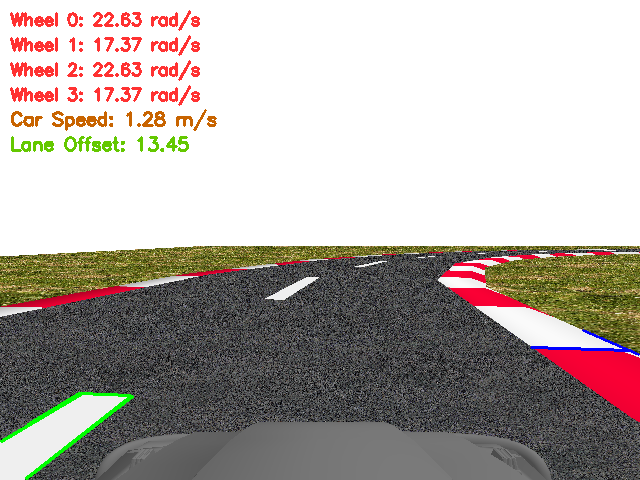 Wheel 0: 22.63 rad/s
Wheel 1: 17.37 rad/s
Wheel 2: 22.63 rad/s
Wheel 3: 17.37 rad/s
Car Speed: 1.28 m/s
Lane Offset: 13.45